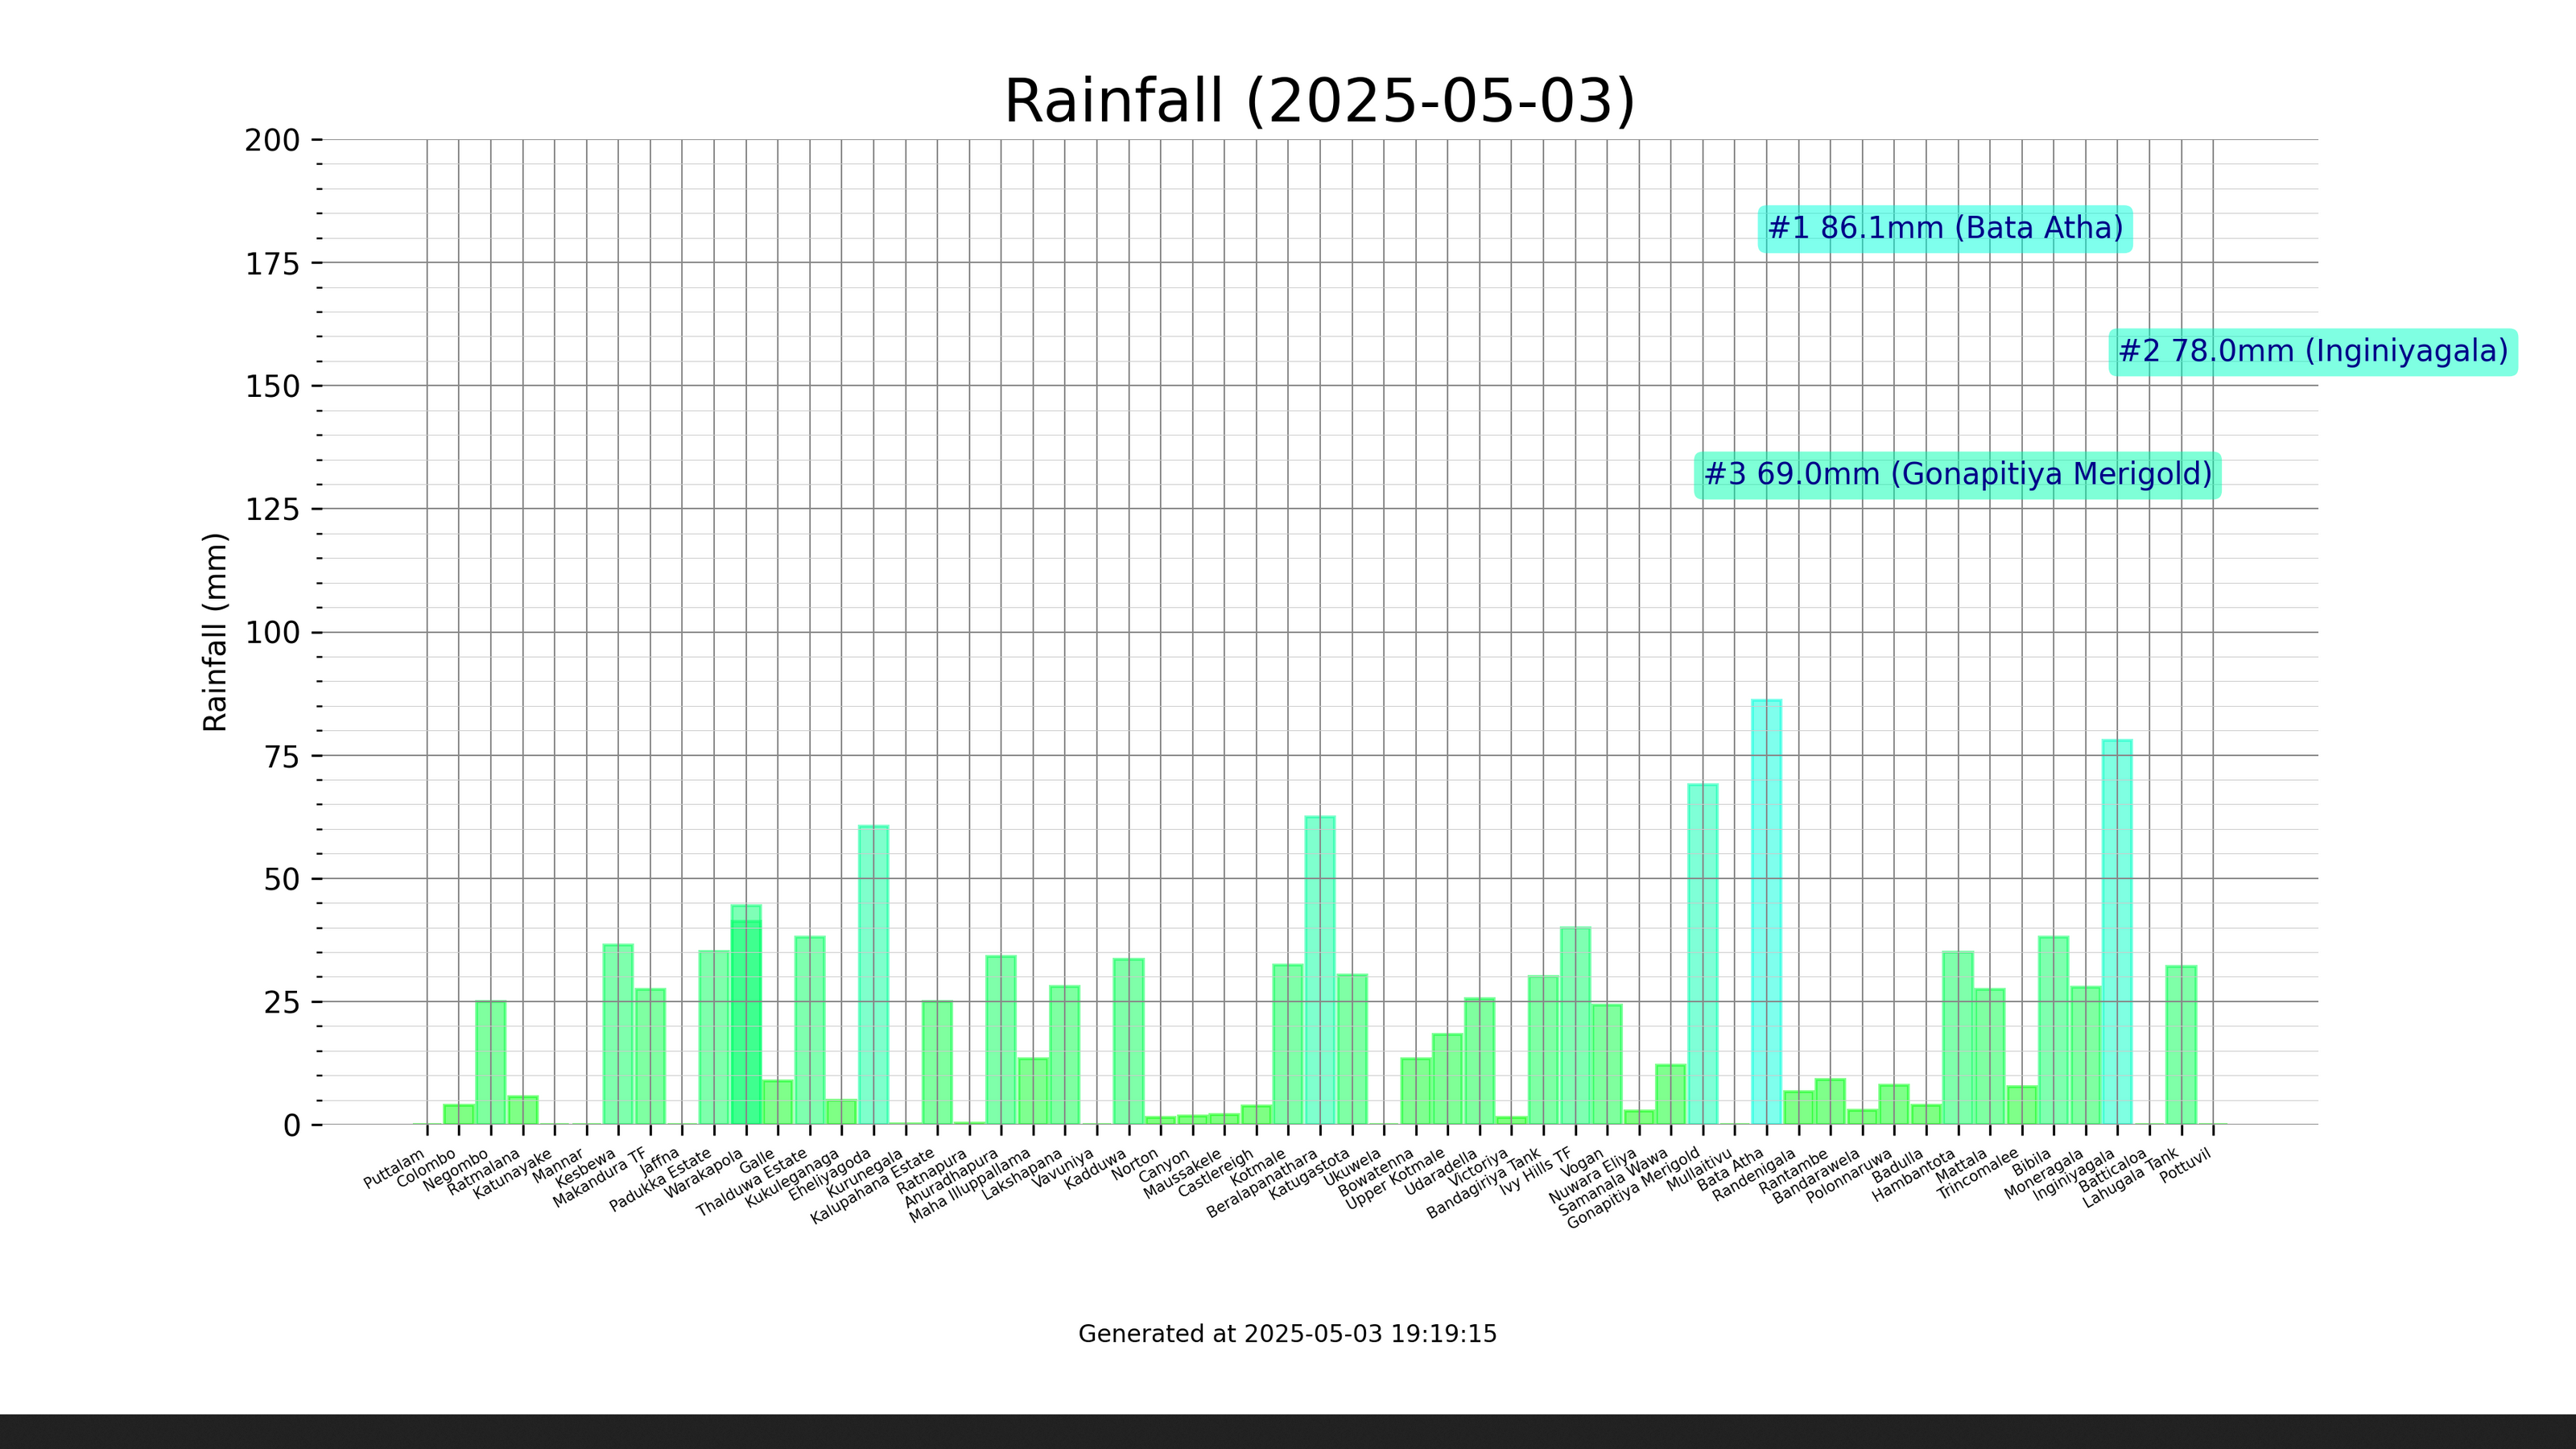 Rainfall (2025-05-03)
200
175
150
125
100
75
50
25
0
Rainfall (mm)
#1 86.1mm (Bata Atha)
#2 78.0mm (Inginiyagala)
#3 69.0mm (Gonapitiya Merigold)
Puttalam
Colombo
Negombo
Ratmalana
Katunayake
Mannar
Kesbewa
Makandura TF
Jaffna
Padukka Estate
Warakapola
Galle
Thalduwa Estate
Kukuleganaga
Eheliyagoda
Kurunegala
Kalupahana Estate
Ratnapura
Anuradhapura
Maha Illuppallama
Lakshapana
Vavuniya
Kadduwa
Norton
Canyon
Maussakele
Castlereigh
Kotmale
Beralapanathara
Katugastota
Ukuwela
Bowatenna
Upper Kotmale
Udaradella
Victoriya
Bandagiriya Tank
Ivy Hills TF
Vogan
Nuwara Eliya
Samanala Wawa
Gonapitiya Merigold
Mullaitivu
Bata Atha
Randenigala
Rantambe
Bandarawela
Polonnaruwa
Badulla
Hambantota
Mattala
Trincomalee
Bibila
Moneragala
Inginiyagala
Batticaloa
Lahugala Tank
Pottuvil
Generated at 2025-05-03 19:19:15